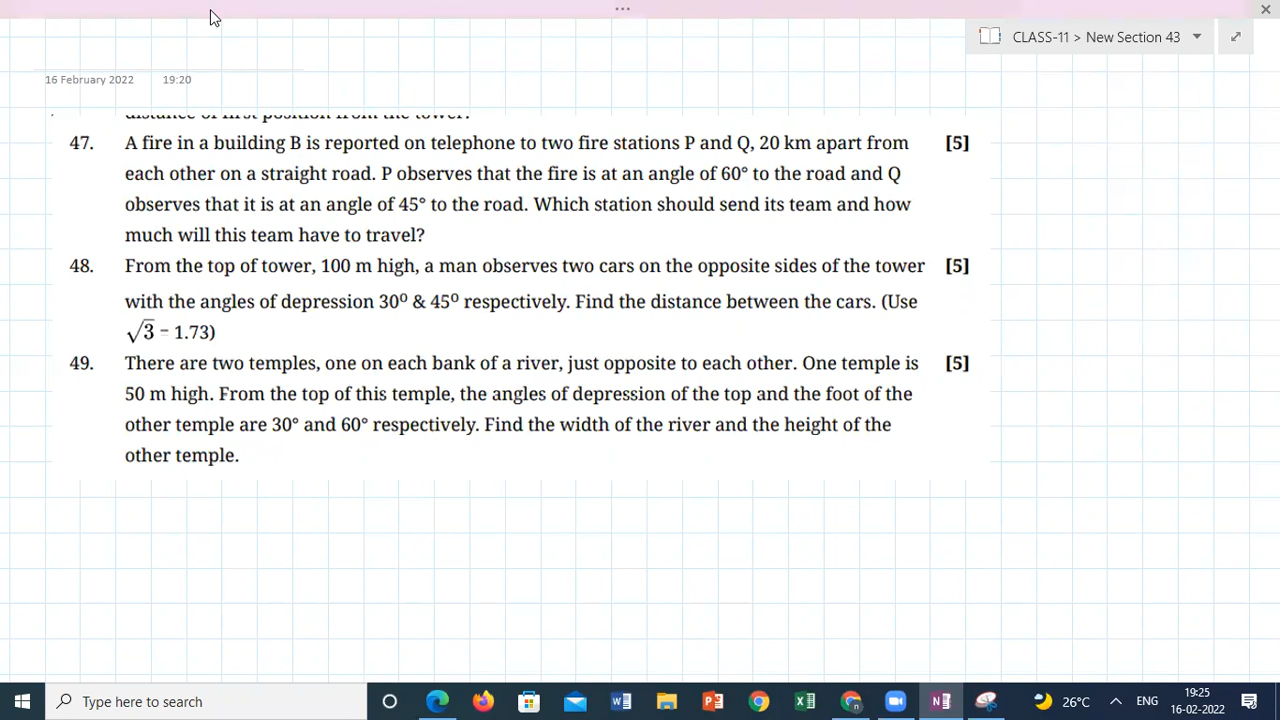 CLASS-11 > New Section 43
16 February 2022 19:20
distance of first position from the tower.
47. A fire in a building B is reported on telephone to two fire stations P and Q, 20 km apart from [5]
each other on a straight road. P observes that the fire is at an angle of 60° to the road and Q
observes that it is at an angle of 45° to the road. Which station should send its team and how
much will this team have to travel?
48. From the top of tower, 100 m high, a man observes two cars on the opposite sides of the tower [5]
with the angles of depression 30⁰ & 45⁰ respectively. Find the distance between the cars. (Use
√3 - 1.73)
49. There are two temples, one on each bank of a river, just opposite to each other. One temple is [5]
50 m high. From the top of this temple, the angles of depression of the top and the foot of the
other temple are 30° and 60° respectively. Find the width of the river and the height of the
other temple.
Type here to search
26°C ENG 19:25
16-02-2022